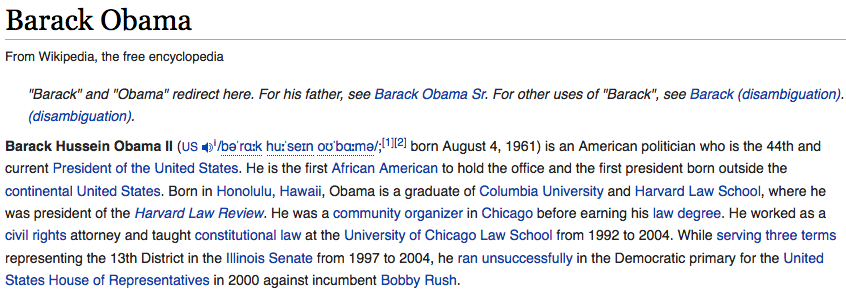 Barack Obama
From Wikipedia, the free encyclopedia
"Barack" and "Obama" redirect here. For his father, see Barack Obama Sr. For other uses of "Barack", see Barack (disambiguation).
(disambiguation).
Barack Hussein Obama II (US /bəˈrɑːk huːˈseɪn oʊˈbɑːmə/;[1][2] born August 4, 1961) is an American politician who is the 44th and
current President of the United States. He is the first African American to hold the office and the first president born outside the
continental United States. Born in Honolulu, Hawaii, Obama is a graduate of Columbia University and Harvard Law School, where he
was president of the Harvard Law Review. He was a community organizer in Chicago before earning his law degree. He worked as a
civil rights attorney and taught constitutional law at the University of Chicago Law School from 1992 to 2004. While serving three terms
representing the 13th District in the Illinois Senate from 1997 to 2004, he ran unsuccessfully in the Democratic primary for the United
States House of Representatives in 2000 against incumbent Bobby Rush.